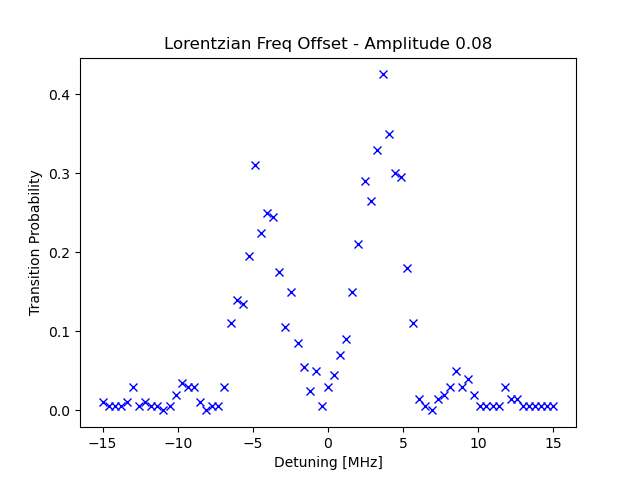 Lorentzian Freq Offset - Amplitude 0.08
Transition Probability
0.4
0.3
0.2
0.1
0.0
−15 −10 −5 0 5 10 15
Detuning [MHz]